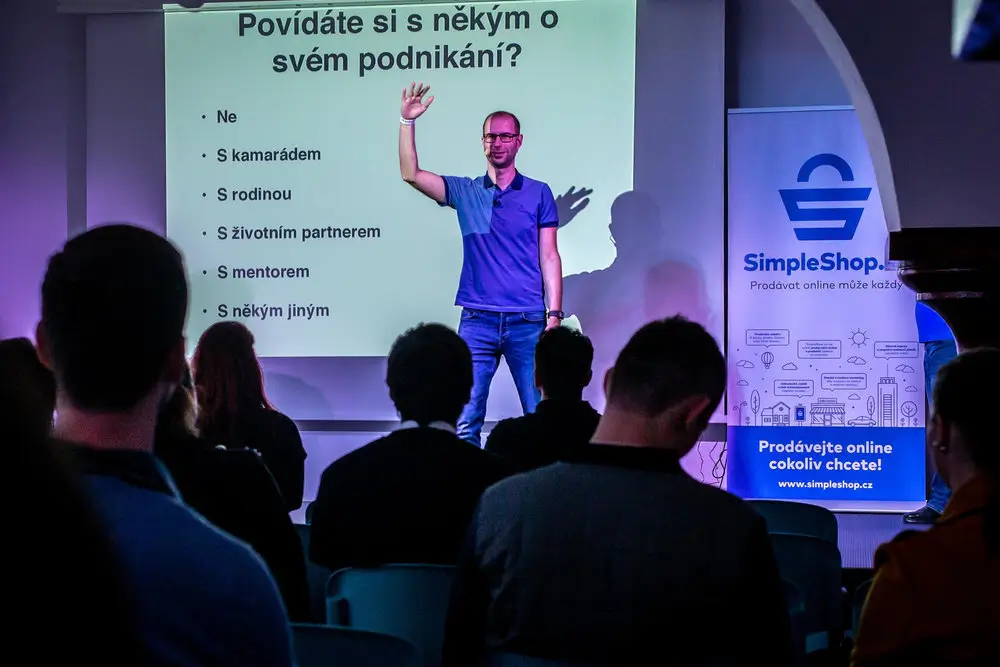 Povídáte si s někým o
svém podnikání?
• Ne
• S kamarádem
• S rodinou
• S životním partnerem
• S mentorem
• S někým jiným
SimpleShop.
Prodávat online může každý
Prodávejte online
cokoliv chcete!
www.simpleshop.cz